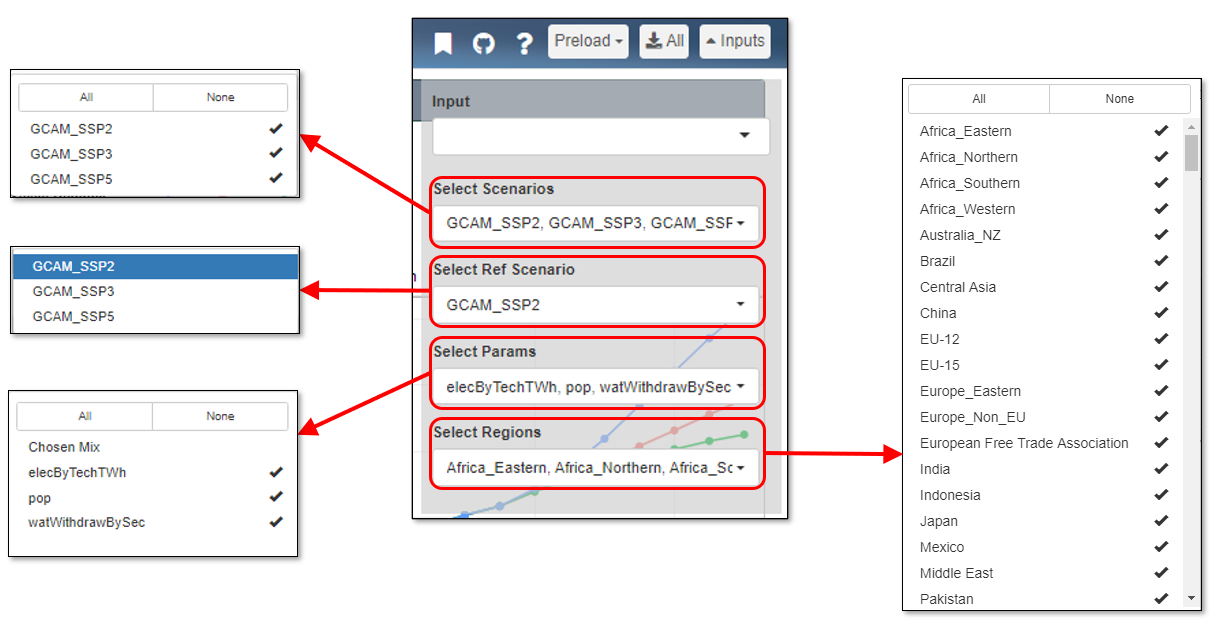 Preload
All
Inputs
Input
Select Scenarios
GCAM_SSP2, GCAM_SSP3, GCAM_SSP
Select Ref Scenario
GCAM_SSP2
Select Params
elecByTechTWh, pop, watWithdrawBySec
Select Regions
Africa_Eastern, Africa_Northern, Africa_Sc
All None
GCAM_SSP2
GCAM_SSP3
GCAM_SSP5
GCAM_SSP2
GCAM_SSP3
GCAM_SSP5
All None
Chosen Mix
elecByTechTWh
pop
watWithdrawBySec
All None
Africa_Eastern
Africa_Northern
Africa_Southern
Africa_Western
Australia_NZ
Brazil
Central Asia
China
EU-12
EU-15
Europe_Eastern
Europe_Non_EU
European Free Trade Association
India
Indonesia
Japan
Mexico
Middle East
Pakistan